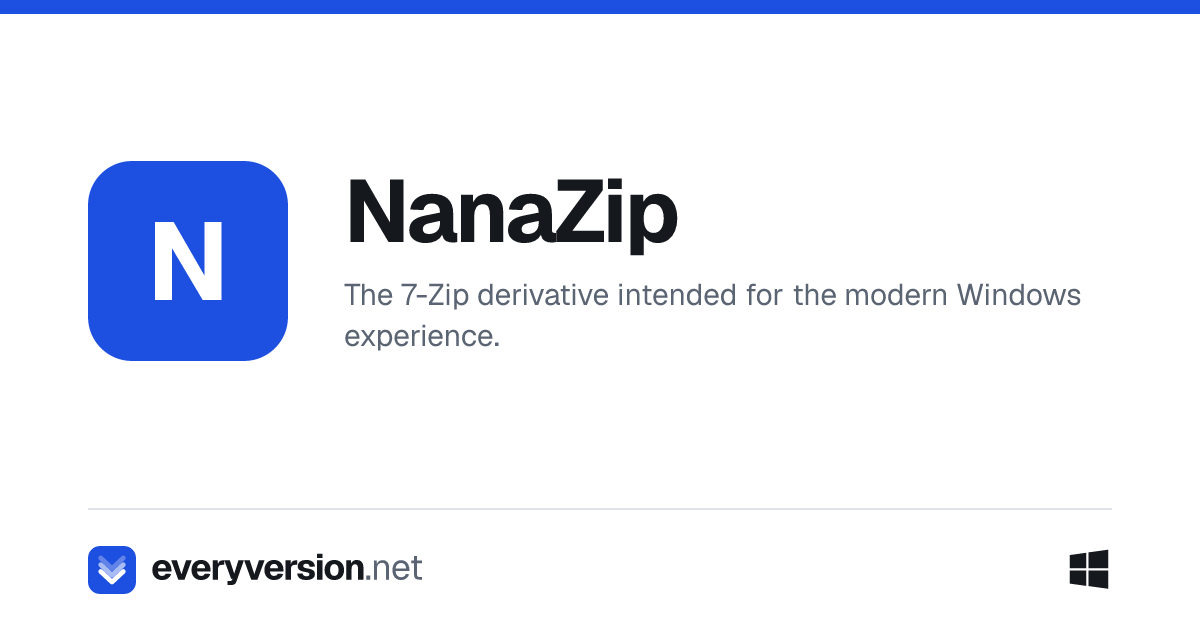 N
NanaZip
The 7-Zip derivative intended for the modern Windows
experience.
everyversion.net